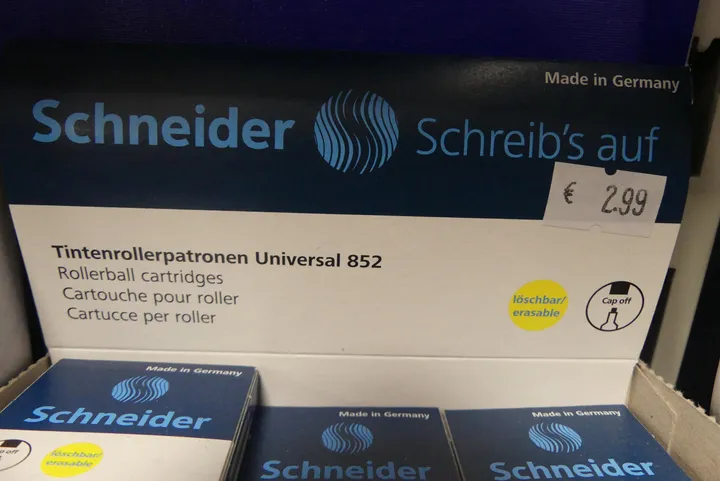 Made in Germany
Schneider Schreib's auf
€ 2.99
Tintenrollerpatronen Universal 852
Rollerball cartridges
Cartouche pour roller
Cartucce per roller
löschbar/
erasable
Cap off
Made in Germany
Schneider
löschbar/
erasable
Made in Germany
Schneider
Made in Germany
Schneider